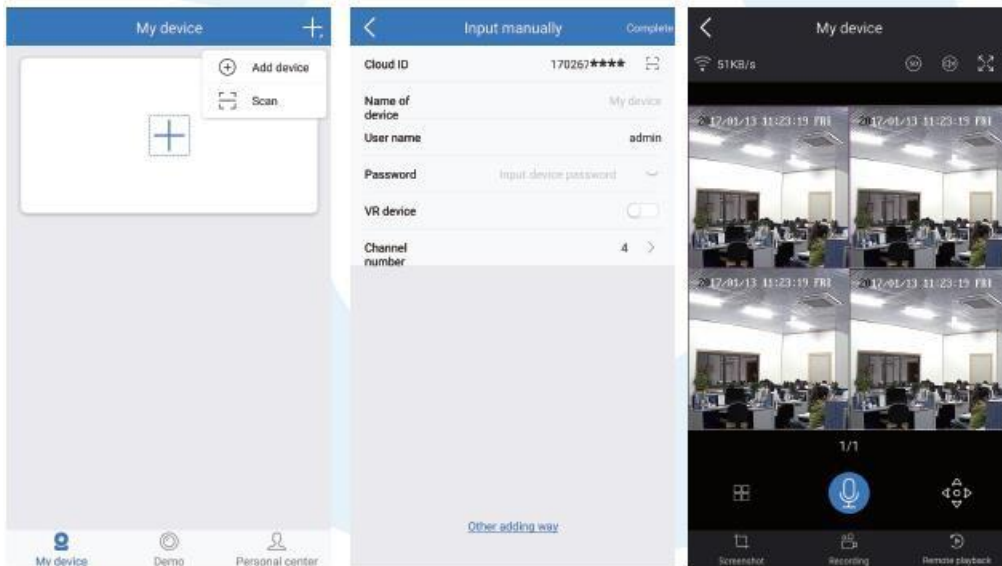 My device
Add device
Scan
My device
Demo
Personal center
Input manually
Complete
Cloud ID
170267****
Name of
device
My device
User name
admin
Password
Input device password
VR device
Channel
number
4
Other adding way
My device
51KB/s
SD
2017/01/13 11:23:19 FRI
2017/01/13 11:23:19 FRI
2017/01/13 11:23:19 FRI
2017/01/13 11:23:19 FRI
1/1
Screenshot
Recording
Remote playback